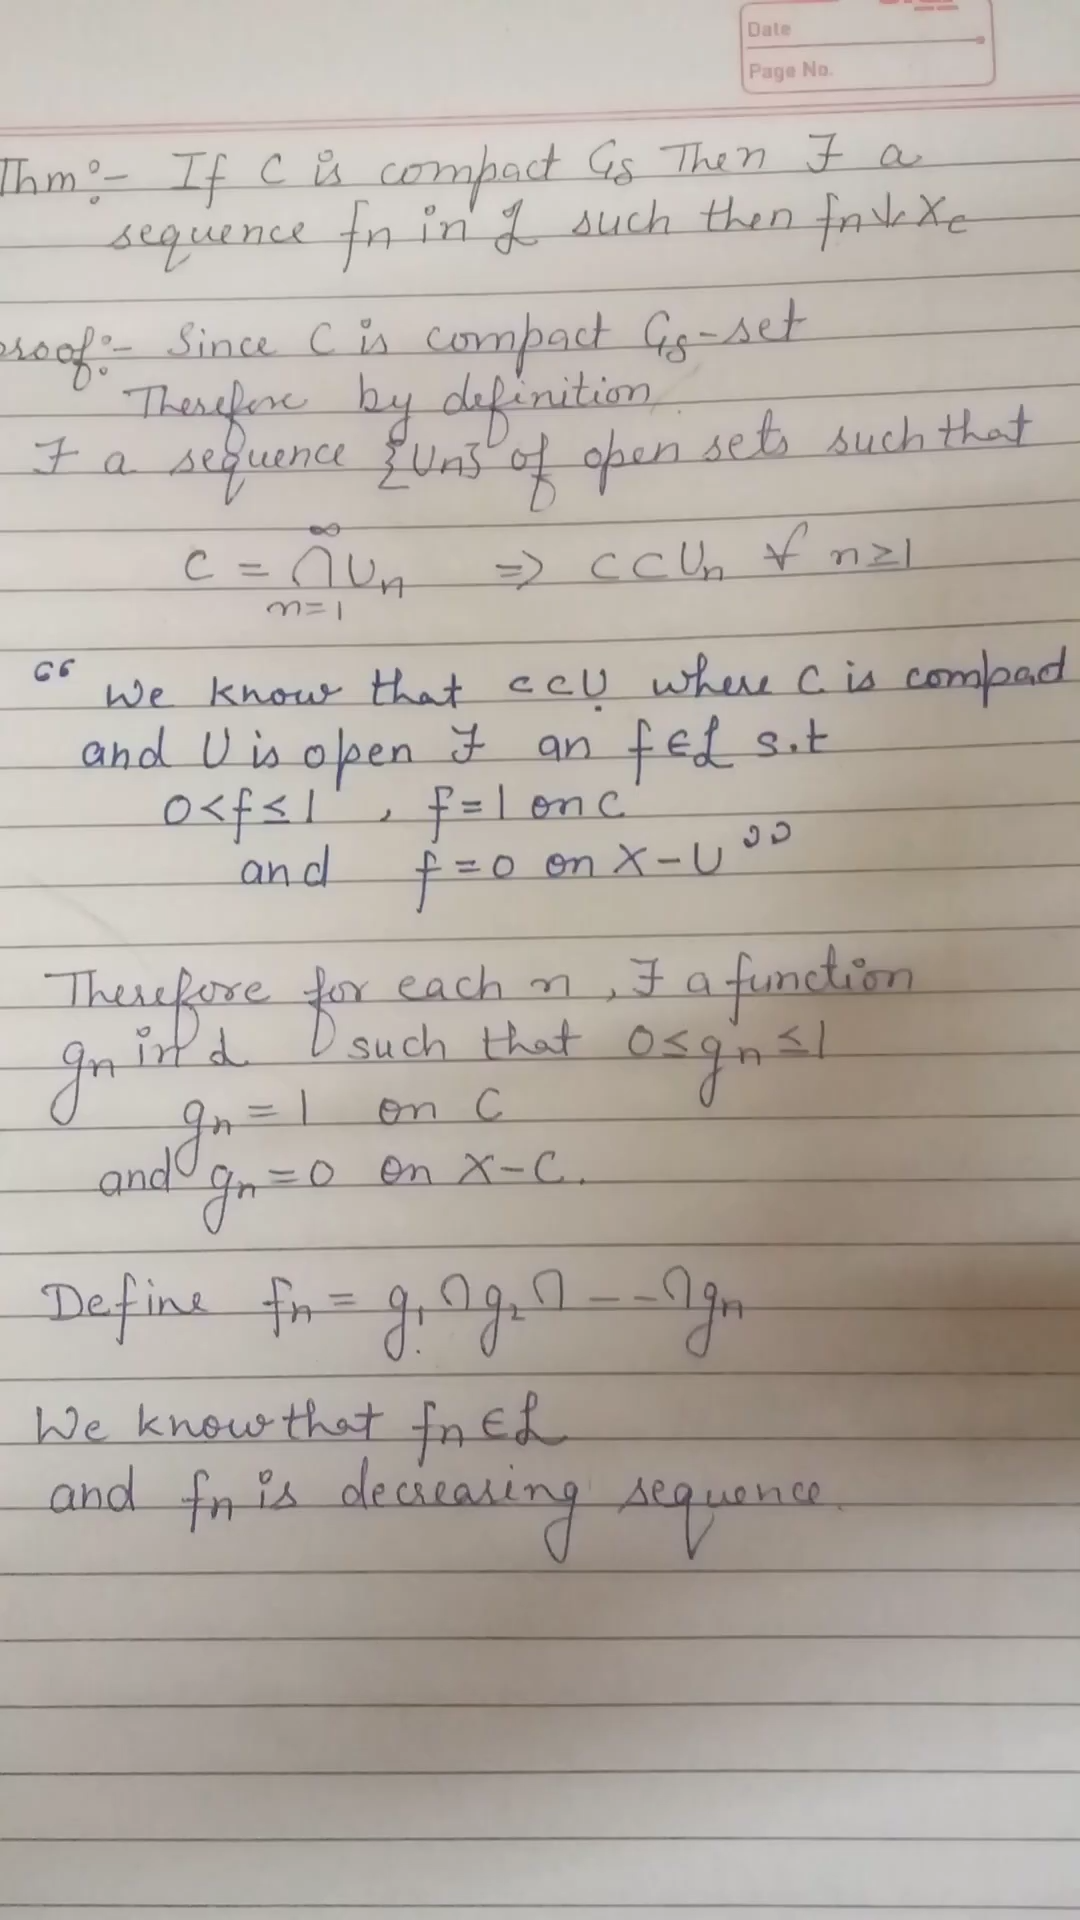 Date
Page No.
Thm:- If C is compact Gδ Then ∃ a
sequence fn in ℒ such then fn↓χc
proof:- Since C is compact Gδ-set
Therefore by definition
∃ a sequence {Un} of open sets such that
C = ∩Un ⇒ C⊂Un ∀ n≥1
∞
n=1
“ We know that C⊂U where C is compad
and U is open ∃ an f∈ℒ s.t
0<f≤1 , f=1 on C
and f=0 on X-U ”
Therefore for each n, ∃ a function
gn in ℒ such that 0≤gn≤1
gn=1 on C
and gn=0 on X-C.
Define fn = g1∩g2∩---∩gn
We know that fn∈ℒ
and fn is decreasing sequence.